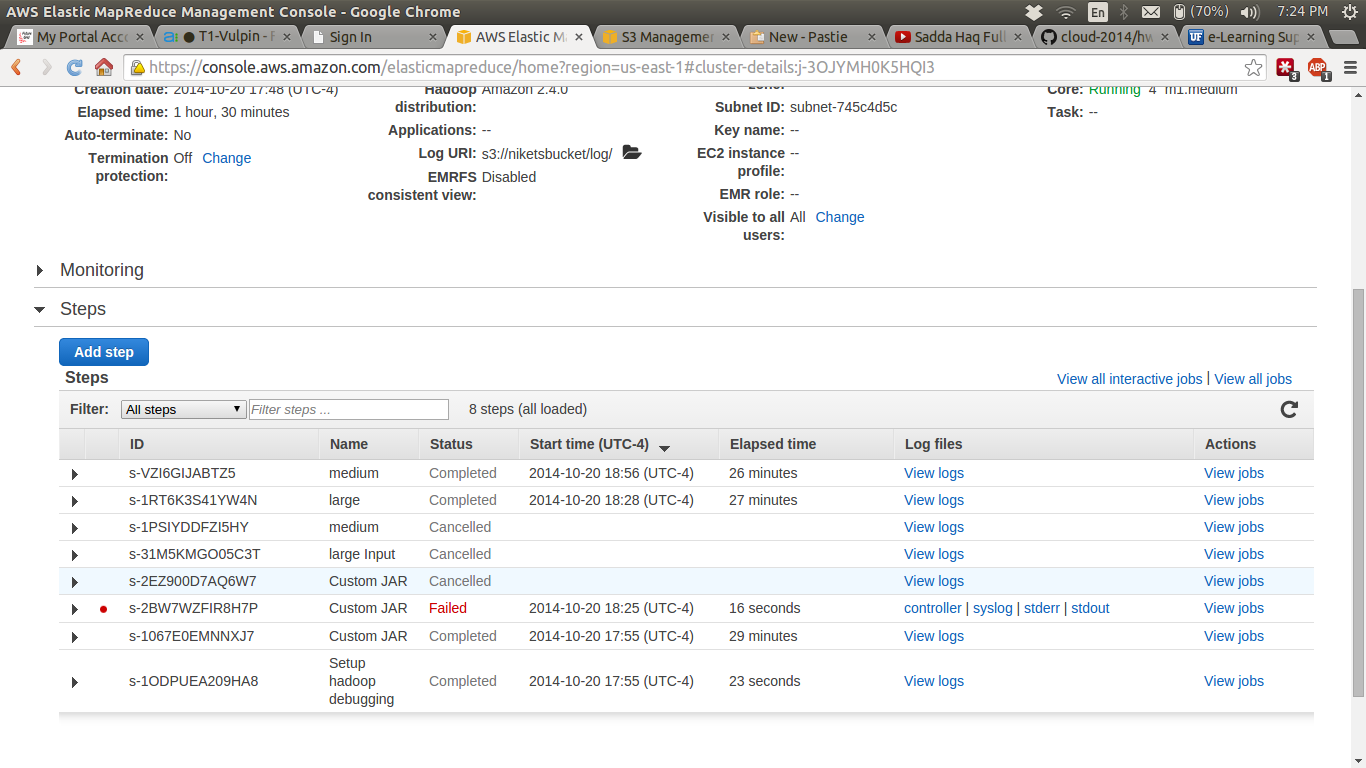 AWS Elastic MapReduce Management Console - Google Chrome
En (70%) 7:24 PM
My Portal Acc
T1-Vulpin - F
Sign In
AWS Elastic M
S3 Managemen
New - Pastie
Sadda Haq Full
cloud-2014/hw
e-Learning Sup
https://console.aws.amazon.com/elasticmapreduce/home?region=us-east-1#cluster-details:j-3OJYMH0K5HQI3
3 ABP 1
Creation date: 2014-10-20 17:48 (UTC-4)
Elapsed time: 1 hour, 30 minutes
Auto-terminate: No
Termination protection: Off Change
Hadoop distribution: Amazon 2.4.0
Applications: --
Log URI: s3://niketsbucket/log/
EMRFS consistent view: Disabled
zone:
Subnet ID: subnet-745c4d5c
Key name: --
EC2 instance profile: --
EMR role: --
Visible to all users: All Change
Core: Running 4 m1.medium
Task: --
Monitoring
Steps
Add step
Steps
View all interactive jobs | View all jobs
Filter: All steps Filter steps ... 8 steps (all loaded)
ID Name Status Start time (UTC-4) Elapsed time Log files Actions
s-VZI6GIJABTZ5 medium Completed 2014-10-20 18:56 (UTC-4) 26 minutes View logs View jobs
s-1RT6K3S41YW4N large Completed 2014-10-20 18:28 (UTC-4) 27 minutes View logs View jobs
s-1PSIYDDFZI5HY medium Cancelled View logs View jobs
s-31M5KMGO05C3T large Input Cancelled View logs View jobs
s-2EZ900D7AQ6W7 Custom JAR Cancelled View logs View jobs
s-2BW7WZFIR8H7P Custom JAR Failed 2014-10-20 18:25 (UTC-4) 16 seconds controller | syslog | stderr | stdout View jobs
s-1067E0EMNNXJ7 Custom JAR Completed 2014-10-20 17:55 (UTC-4) 29 minutes View logs View jobs
s-1ODPUEA209HA8 Setup hadoop debugging Completed 2014-10-20 17:55 (UTC-4) 23 seconds View logs View jobs